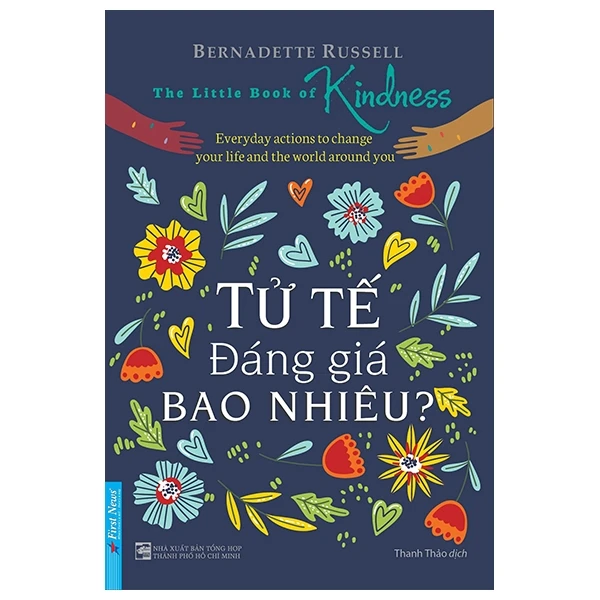 BERNADETTE RUSSELL
The Little Book of Kindness
Everyday actions to change
your life and the world around you
TỬ TẾ
Đáng giá
BAO NHIÊU?
First News
NHÀ XUẤT BẢN TỔNG HỢP
THÀNH PHỐ HỒ CHÍ MINH
Thanh Thảo dịch